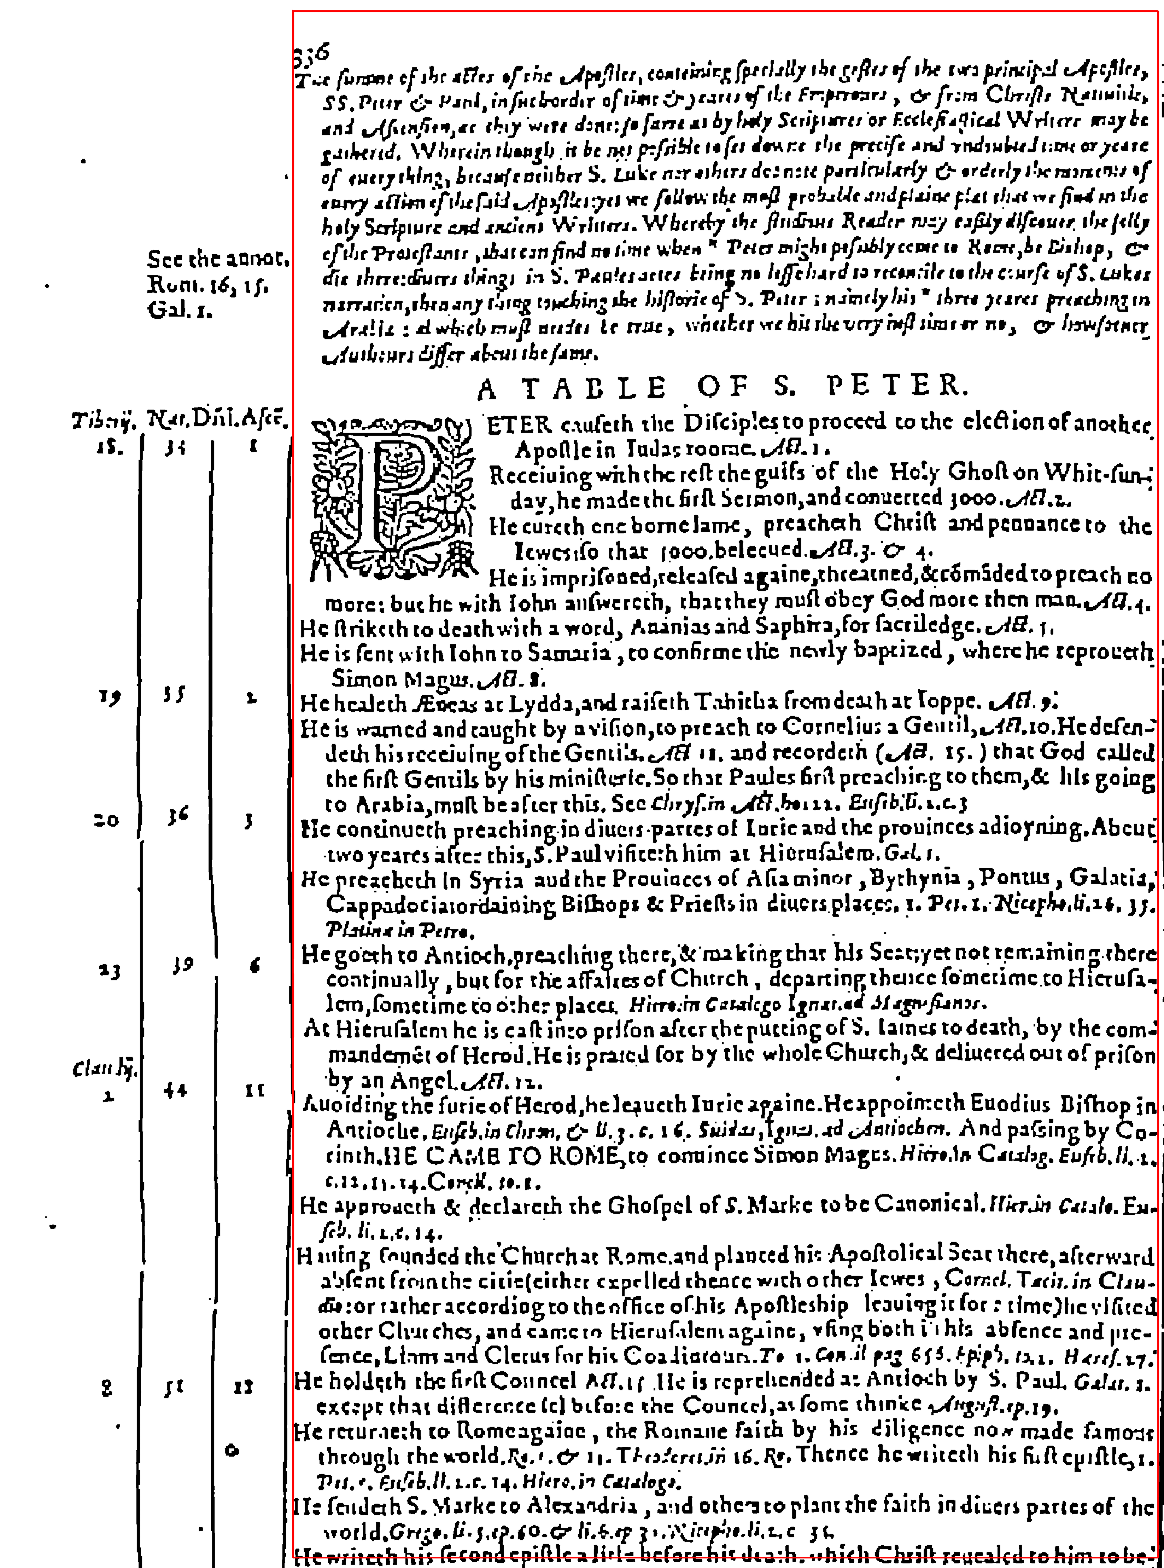 336
The summe of the actes of the Apostles, conteining specially the gestes of the two principal Apostles,
SS. Peter & Paul, in such order of time & yeares of the Emperours, & from Christs Natiuitie,
and Ascension, as they were done: so farre as by holy Scriptures or Ecclesiastical Writers may be
gathered. Wherein though it be not possible to set downe the precise and vndoubted time or yeare
of euery thing, because neither S. Luke nor others doe note particularly & orderly the moments of
euery action of the said Apostles: yet we follow the most probable and plaine plat that we find in the
holy Scripture and ancient Writers. Whereby the studious Reader may easily discouer the folly
of the Protestants, that can find no time when * Peter might possibly come to Rome, be Bishop, &
See the annot.
die there: diuers things in S. Paules actes being no lesse hard to reconcile to the course of S. Lukes
Rom. 16, 15.
narration, then any thing touching the historie of S. Peter: namely his * three yeares preaching in
Gal. 1.
Arabia: al which must needes be true, whether we hit the very iust time or no, & howsoeuer
Authours differ about the same.
A TABLE OF S. PETER.
Tiberij. Nat. Dñi. Ascē.
PETER causeth the Disciples to proceed to the election of another
18. 34 1
Apostle in Iudas roome. Act. 1.
Receiuing with the rest the guifs of the Holy Ghost on Whit-sun-
day, he made the first Sermon, and conuerted 3000. Act. 2.
He cureth one borne lame, preacheth Christ and pennance to the
Iewes: so that 5000. beleeued. Act. 3. & 4.
He is imprisoned, released againe, threatned, & cōmāded to preach no
more: but he with Iohn answereth, that they must obey God more then man. Act. 4.
He striketh to death with a word, Ananias and Saphira, for sacriledge. Act. 5.
He is sent with Iohn to Samaria, to confirme the newly baptized, where he reproueth
Simon Magus. Act. 8.
19 35 2
He healeth Æneas at Lydda, and raiseth Tabitha from death at Ioppe. Act. 9.
He is warned and taught by a vision, to preach to Cornelius a Gentil, Act. 10. He defen-
deth his receiuing of the Gentils. Act 11. and recordeth (Act. 15.) that God called
the first Gentils by his ministerie. So that Paules first preaching to them, & his going
to Arabia, must be after this. See Chrys. in Act. ho: 22. Euseb. li. 2. c. 3
20 36 3
He continueth preaching in diuers partes of Iurie and the prouinces adioyning. About
two yeares after this, S. Paul visiteth him at Hierusalem. Gal. 1.
He preacheth in Syria and the Prouinces of Asia minor, Bythynia, Pontus, Galatia,
Cappadocia: ordaining Bishops & Priests in diuers places. 1. Pet. 1. Nicepho. li. 2 c. 35.
Platina in Petro.
23 39 6
He goeth to Antioch, preaching there, & making that his Seat: yet not remaining there
continually, but for the affaires of Church, departing thence sometime to Hierusa-
lem, sometime to other places. Hiero. in Catalogo Ignat. ad Magnesianos.
At Hierusalem he is cast into prison after the putting of S. Iames to death, by the com-
mandemēt of Herod. He is praied for by the whole Church, & deliuered out of prison
Claudij.
by an Angel. Act. 12.
2 44 11
Auoiding the furie of Herod, he leaueth Iurie againe. He appointeth Euodius Bishop in
Antioche. Euseb. in Chron. & li. 3. c. 16. Suidas, Ignat. ad Antiochen. And passing by Co-
rinth, HE CAME TO ROME, to conuince Simon Magus. Hiero. in Catalog. Euseb. li. 2.
c. 12. 13. 14. Concil. to. 1.
He approueth & declareth the Ghospel of S. Marke to be Canonical. Hier. in Catalo. Eu-
seb. li. 2. c. 14.
Hauing founded the Church at Rome, and planted his Apostolical Seat there, afterward
absent from the citie (either expelled thence with other Iewes, Cornel. Tacit. in Clau-
dio: or rather according to the office of his Apostleship leauing it for a time) he visited
other Churches, and came to Hierusalem againe, vsing both in his absence and pre-
sence, Linus and Cletus for his Coadiutours. To 1. Concil pag 656. Epiph. to. 2. Haeres. 27.
8 51 18
He holdeth the first Councel Act. 15. He is reprehended at Antioch by S. Paul. Galat. 2.
except that difference fel before the Councel, as some thinke August. ep. 19.
He returneth to Rome againe, the Romane faith by his diligence now made famous
through the world. Ro. 1. & 15. Theodoret. in 16. Ro. Thence he writeth his first epistle, 1.
Pet. 5. Euseb. li. 2. c. 14. Hiero. in Catalogo.
He sendeth S. Marke to Alexandria, and others to plant the faith in diuers partes of the
world. Grego. li. 5. ep. 60. & li. 6. ep 37. Nicepho. li. 2. c 35.
He writeth his second epistle a litle before his death, which Christ reuealed to him to be